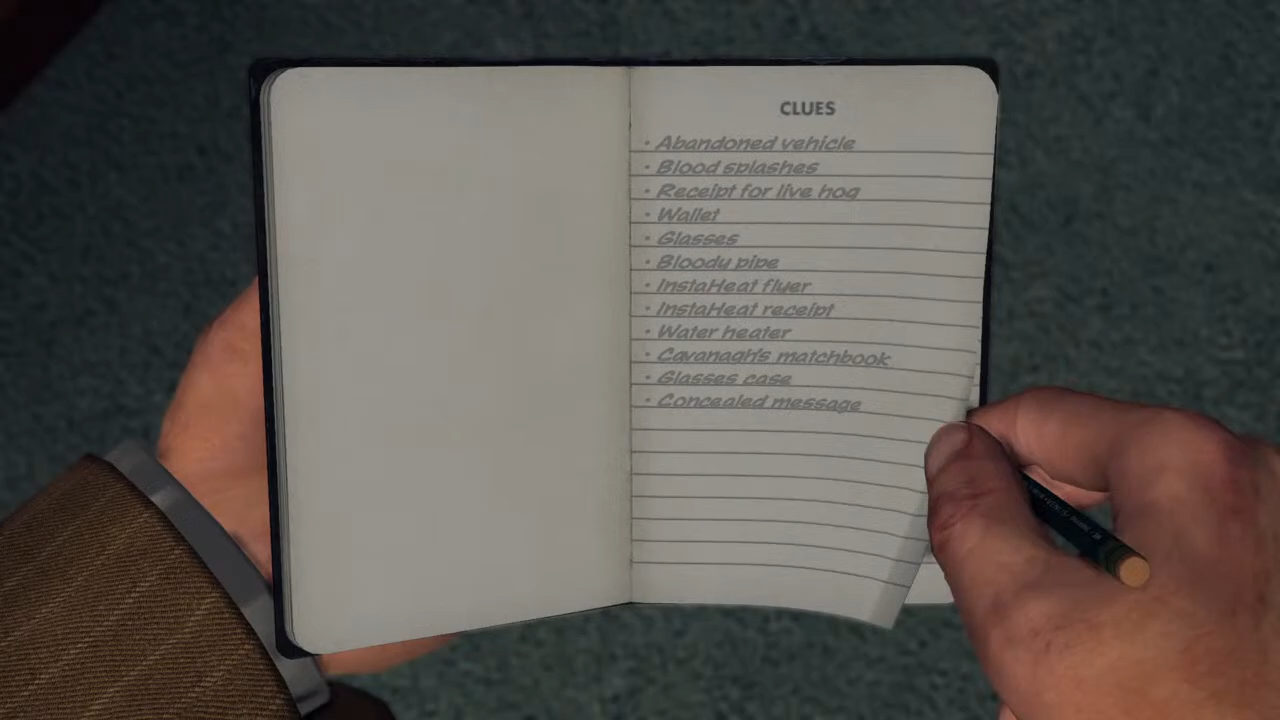 CLUES
· Abandoned vehicle
· Blood splashes
· Receipt for live hog
· Wallet
· Glasses
· Bloody pipe
· InstaHeat flyer
· InstaHeat receipt
· Water heater
· Cavanagh's matchbook
· Glasses case
· Concealed message